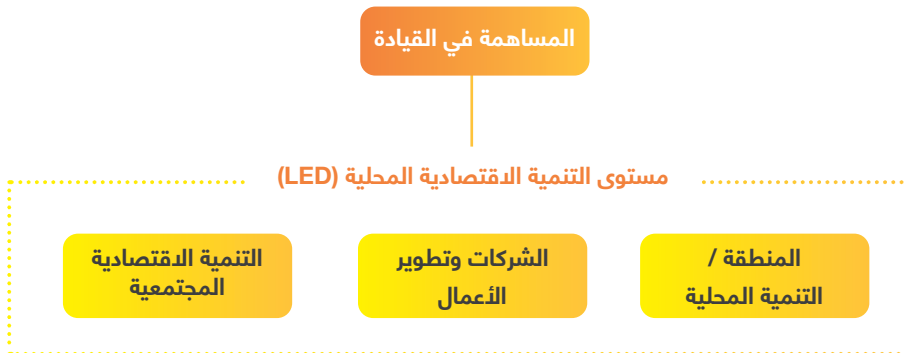 المساهمة في القيادة
مستوى التنمية الاقتصادية المحلية (LED)
المنطقة /
التنمية المحلية
الشركات وتطوير
الأعمال
التنمية الاقتصادية
المجتمعية